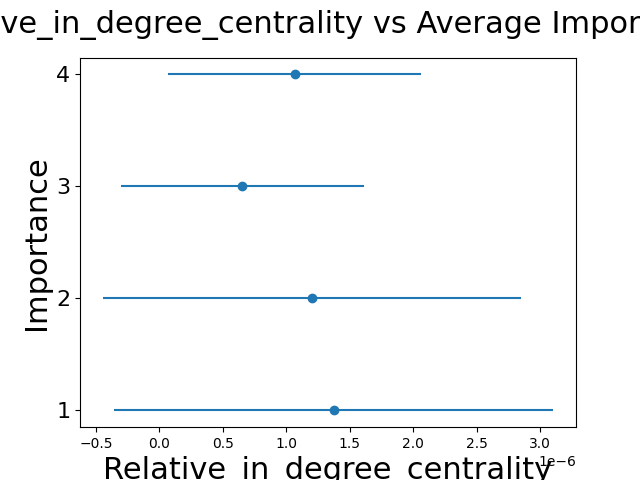 ve_in_degree_centrality vs Average Impor
4
3
2
1
Importance
−0.5 0.0 0.5 1.0 1.5 2.0 2.5 3.0
1e−6
Relative_in_degree_centrality